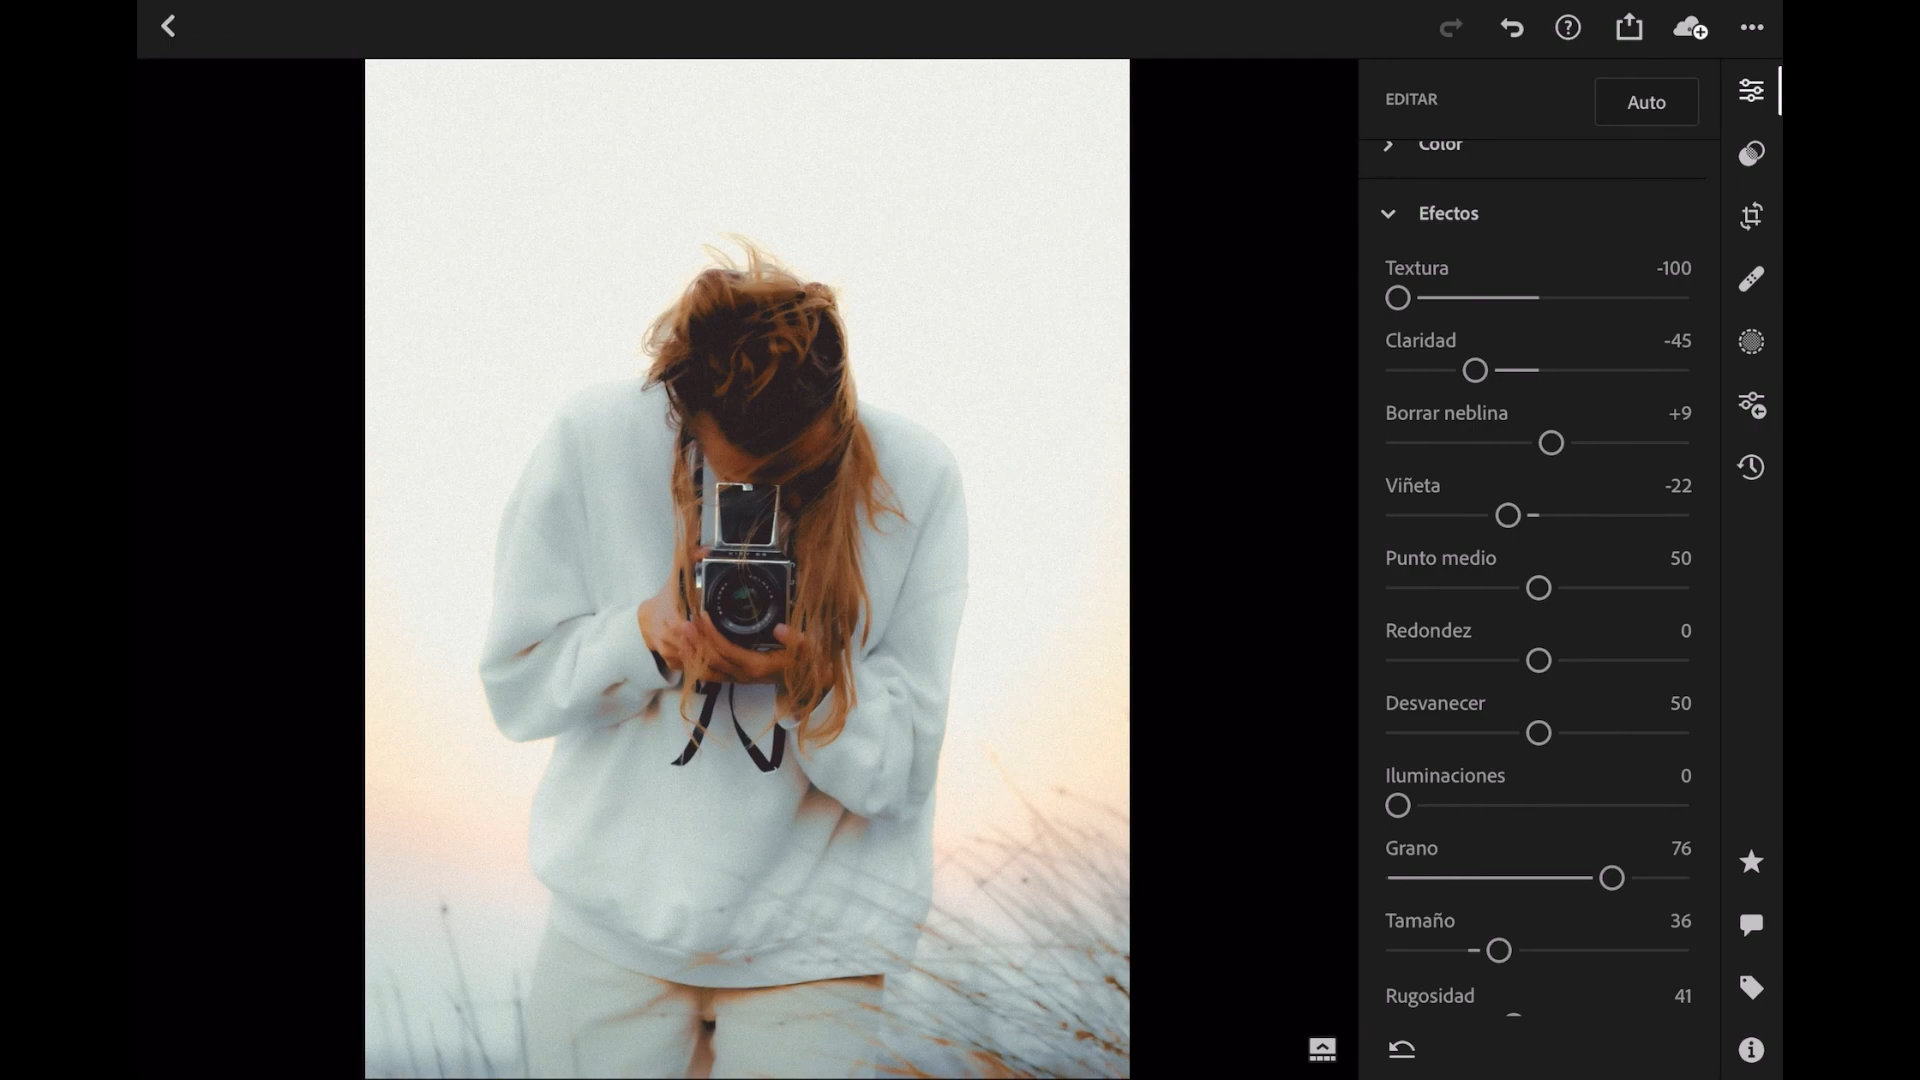 EDITAR
Auto
Color
Efectos
Textura -100
Claridad -45
Borrar neblina +9
Viñeta -22
Punto medio 50
Redondez 0
Desvanecer 50
Iluminaciones 0
Grano 76
Tamaño 36
Rugosidad 41